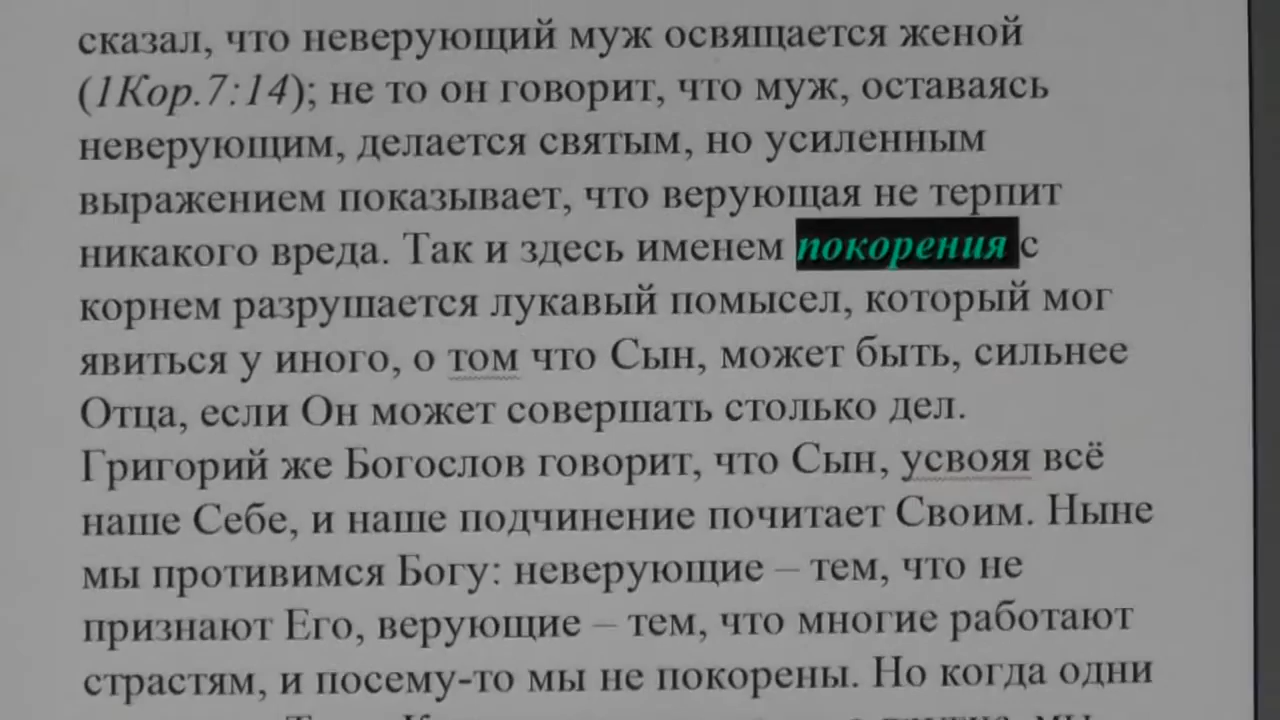 сказал, что неверующий муж освящается женой
(1Кор.7:14); не то он говорит, что муж, оставаясь
неверующим, делается святым, но усиленным
выражением показывает, что верующая не терпит
никакого вреда. Так и здесь именем покорения с
корнем разрушается лукавый помысел, который мог
явиться у иного, о том что Сын, может быть, сильнее
Отца, если Он может совершать столько дел.
Григорий же Богослов говорит, что Сын, усвояя всё
наше Себе, и наше подчинение почитает Своим. Ныне
мы противимся Богу: неверующие – тем, что не
признают Его, верующие – тем, что многие работают
страстям, и посему-то мы не покорены. Но когда одни